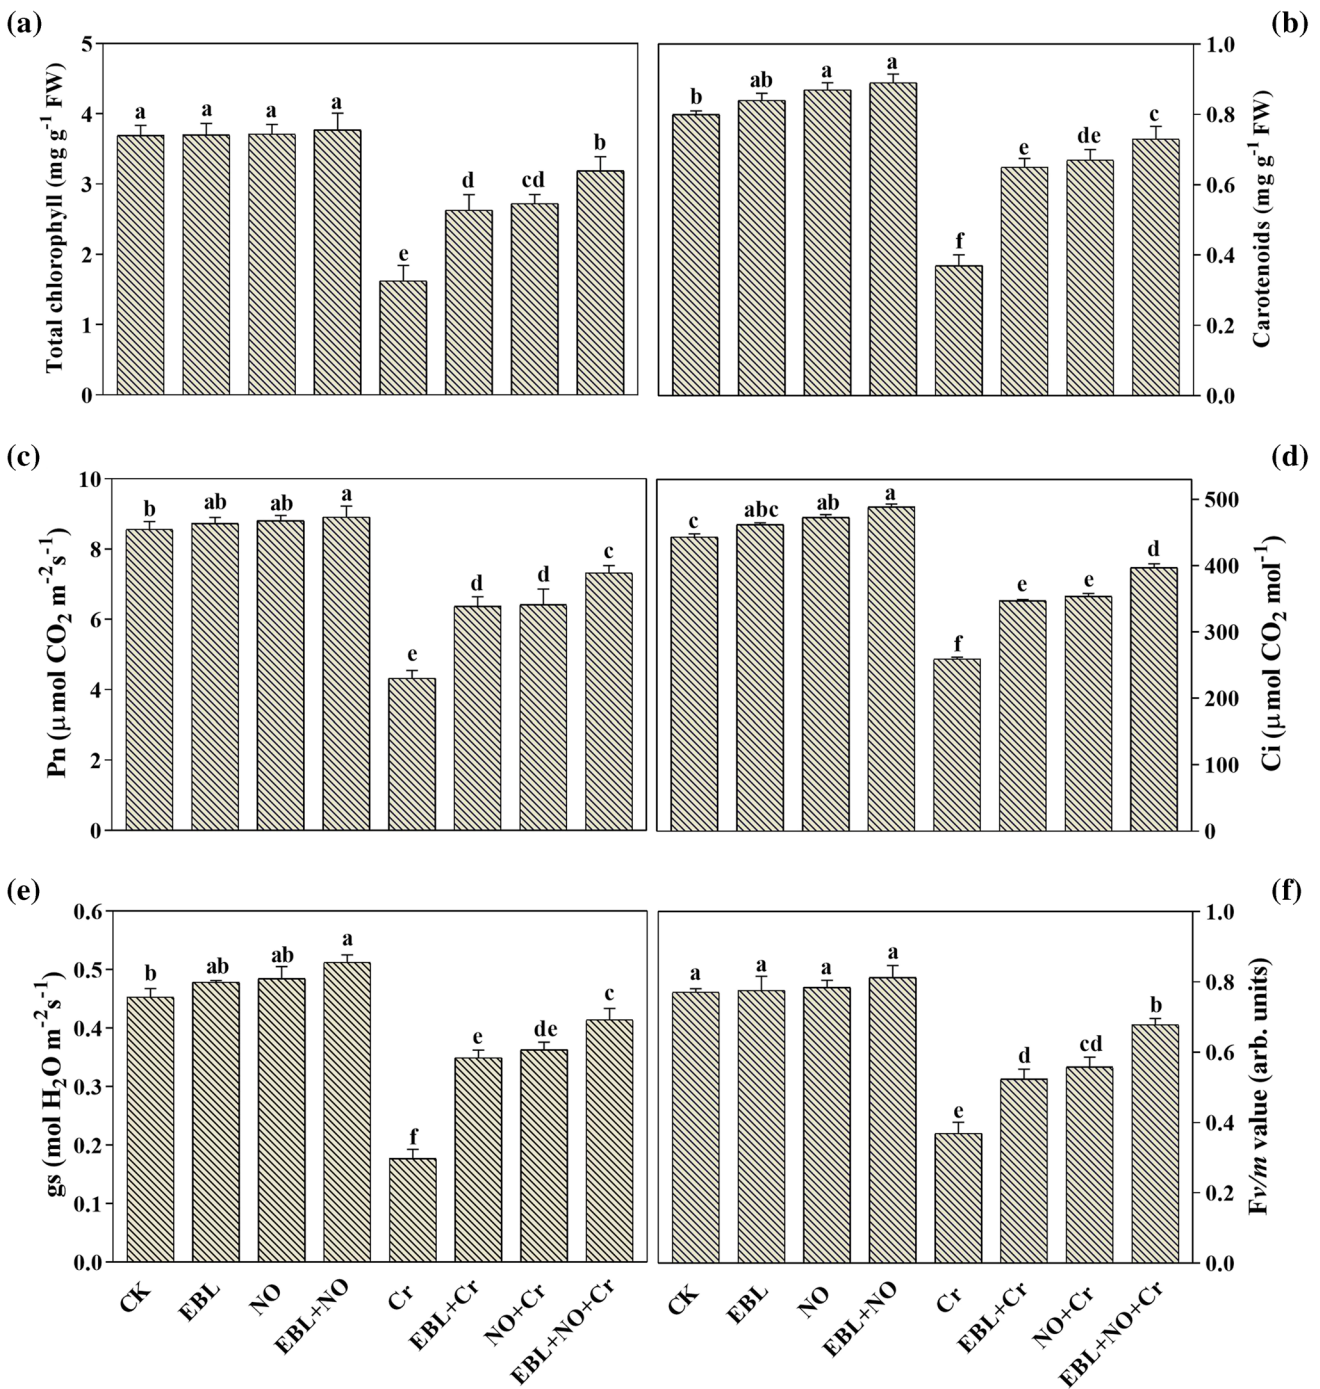 (a)
(b)
Total chlorophyll (mg g-1 FW)
5
4
3
2
1
0
a
a
a
a
e
d
cd
b
b
ab
a
a
f
e
de
c
1.0
0.8
0.6
0.4
0.2
0.0
Carotenoids (mg g-1 FW)
(c)
(d)
Pn (μmol CO2 m-2s-1)
10
8
6
4
2
0
b
ab
ab
a
e
d
d
c
c
abc
ab
a
f
e
e
d
500
400
300
200
100
0
Ci (μmol CO2 mol-1)
(e)
(f)
gs (mol H2O m-2s-1)
0.6
0.5
0.4
0.3
0.2
0.1
0.0
b
ab
ab
a
f
e
de
c
a
a
a
a
e
d
cd
b
1.0
0.8
0.6
0.4
0.2
0.0
Fv/m value (arb. units)
CK
EBL
NO
EBL+NO
Cr
EBL+Cr
NO+Cr
EBL+NO+Cr
CK
EBL
NO
EBL+NO
Cr
EBL+Cr
NO+Cr
EBL+NO+Cr